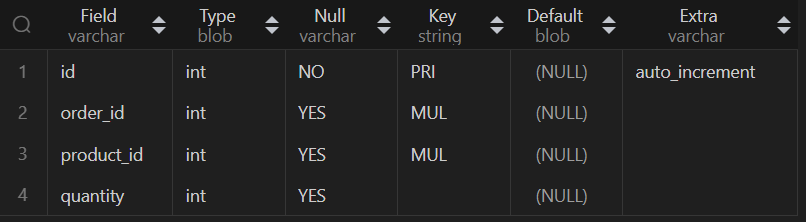 Field Type Null Key Default Extra
varchar blob varchar string blob varchar
1 id int NO PRI (NULL) auto_increment
2 order_id int YES MUL (NULL)
3 product_id int YES MUL (NULL)
4 quantity int YES (NULL)